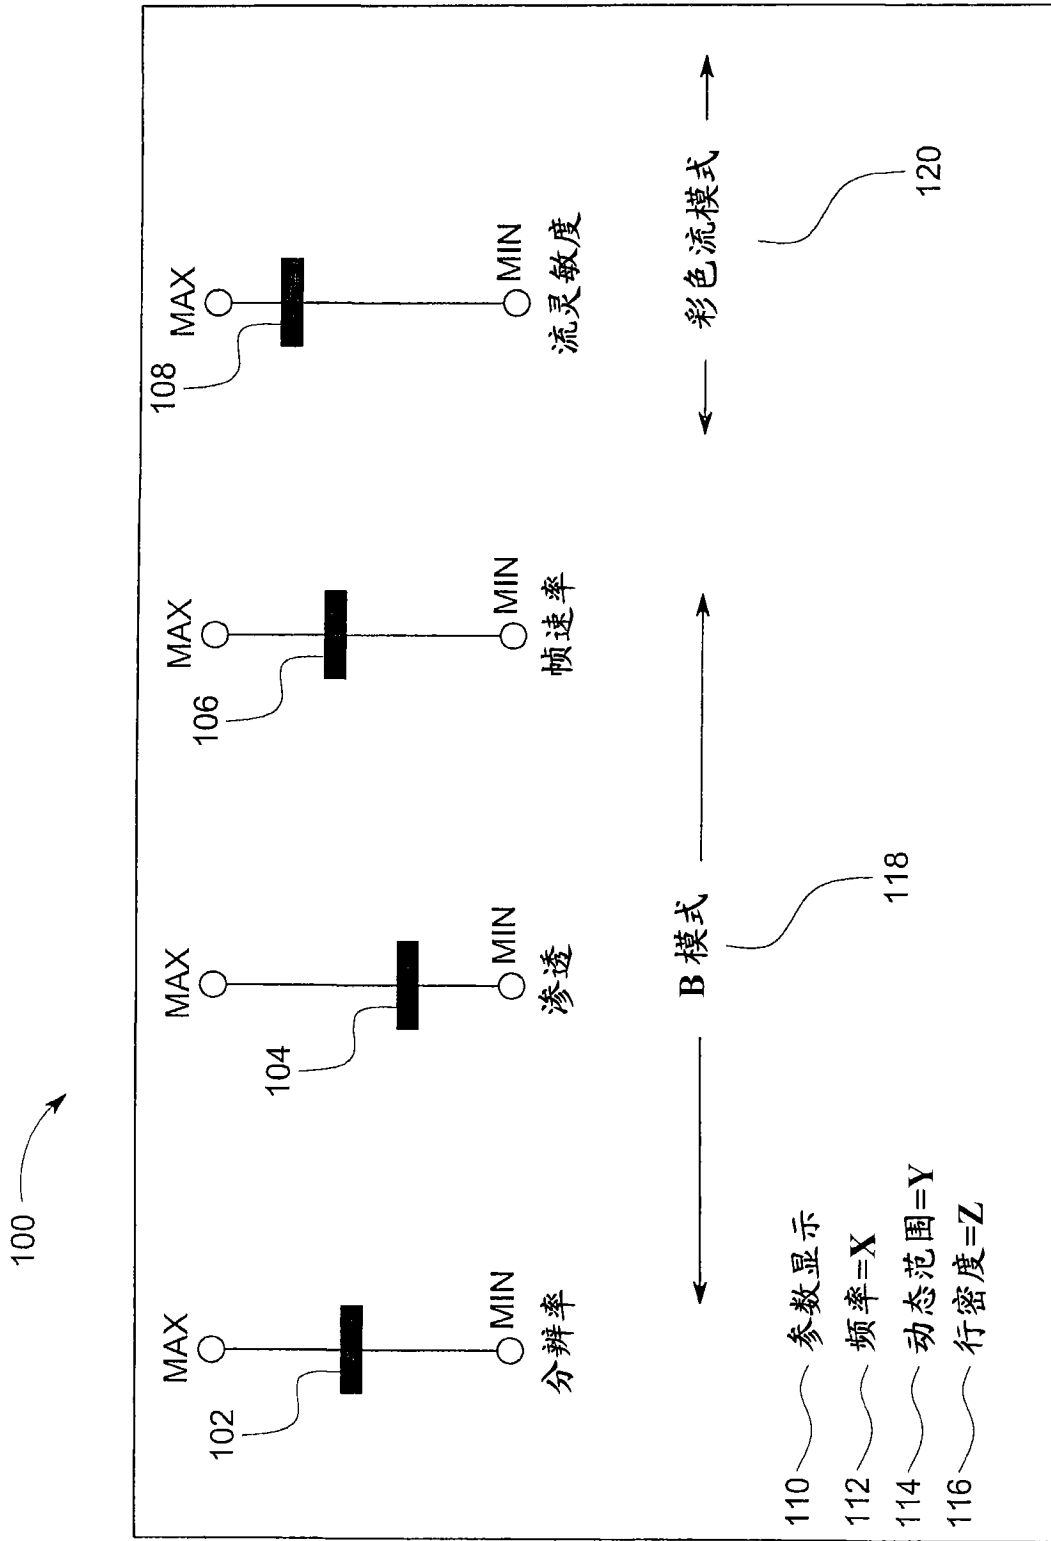 100
MAX
MAX
MAX
MAX
102
104
106
108
MIN
MIN
MIN
MIN
分辨率
渗透
帧速率
流灵敏度
B 模式
彩色流模式
118
120
110 参数显示
112 频率=X
114 动态范围=Y
116 行密度=Z